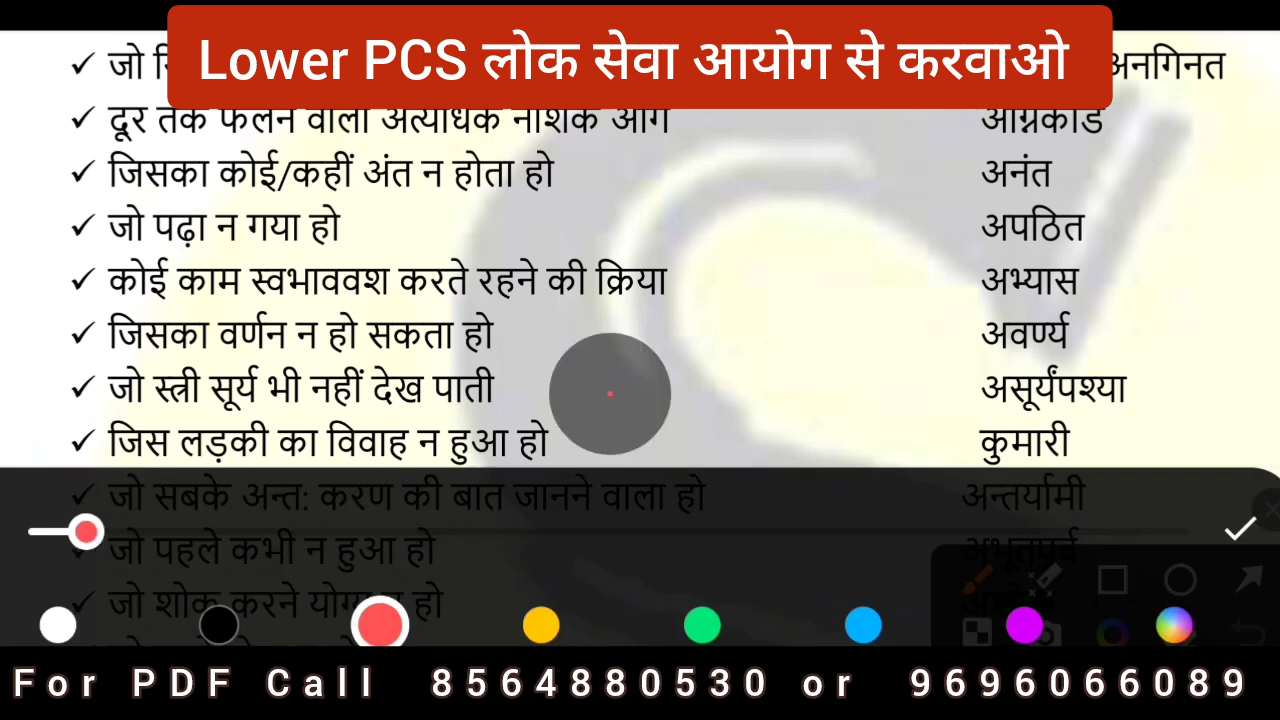 Lower PCS लोक सेवा आयोग से करवाओ
✓ जो अनगिनत
✓ दूर तक फैलने वाली अत्यधिक नाशक आग अग्निकांड
✓ जिसका कोई/कहीं अंत न होता हो अनंत
✓ जो पढ़ा न गया हो अपठित
✓ कोई काम स्वभाववश करते रहने की क्रिया अभ्यास
✓ जिसका वर्णन न हो सकता हो अवर्ण्य
✓ जो स्त्री सूर्य भी नहीं देख पाती असूर्यंपश्या
✓ जिस लड़की का विवाह न हुआ हो कुमारी
✓ जो सबके अन्त: करण की बात जानने वाला हो अन्तर्यामी
✓ जो पहले कभी न हुआ हो अभूतपूर्व
✓ जो शोक करने योग्य न हो
For PDF Call 8564880530 or 9696066089